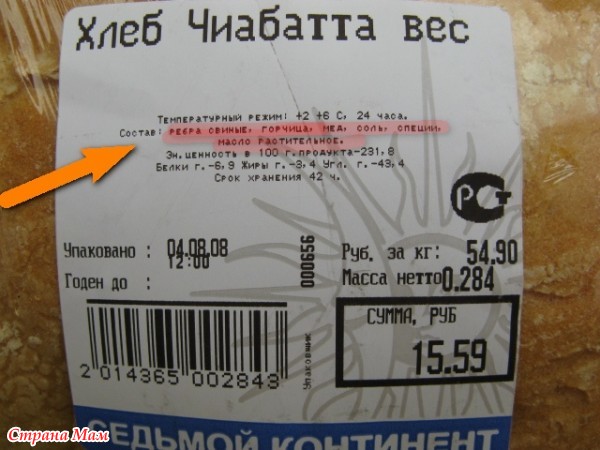 Хлеб Чиабатта вес
Температурный режим: +2 +6 С, 24 часа.
Состав: ребра свиные, горчица, мед, соль, специи,
масло растительное.
Эн.ценность в 100 г.продукта-231,8
Белки г.-6,9 Жиры г.-3,4 Угл. г.-43,4
Срок хранения 42 ч.
РСТ
Упаковано : 04.08.08
12:00
Руб. за кг: 54.90
Годен до :
Масса нетто0.284
000656
Упаковщик
СУММА, РУБ
15.59
2 014365 002843
СЕДЬМОЙ КОНТИНЕНТ
Страна Мам